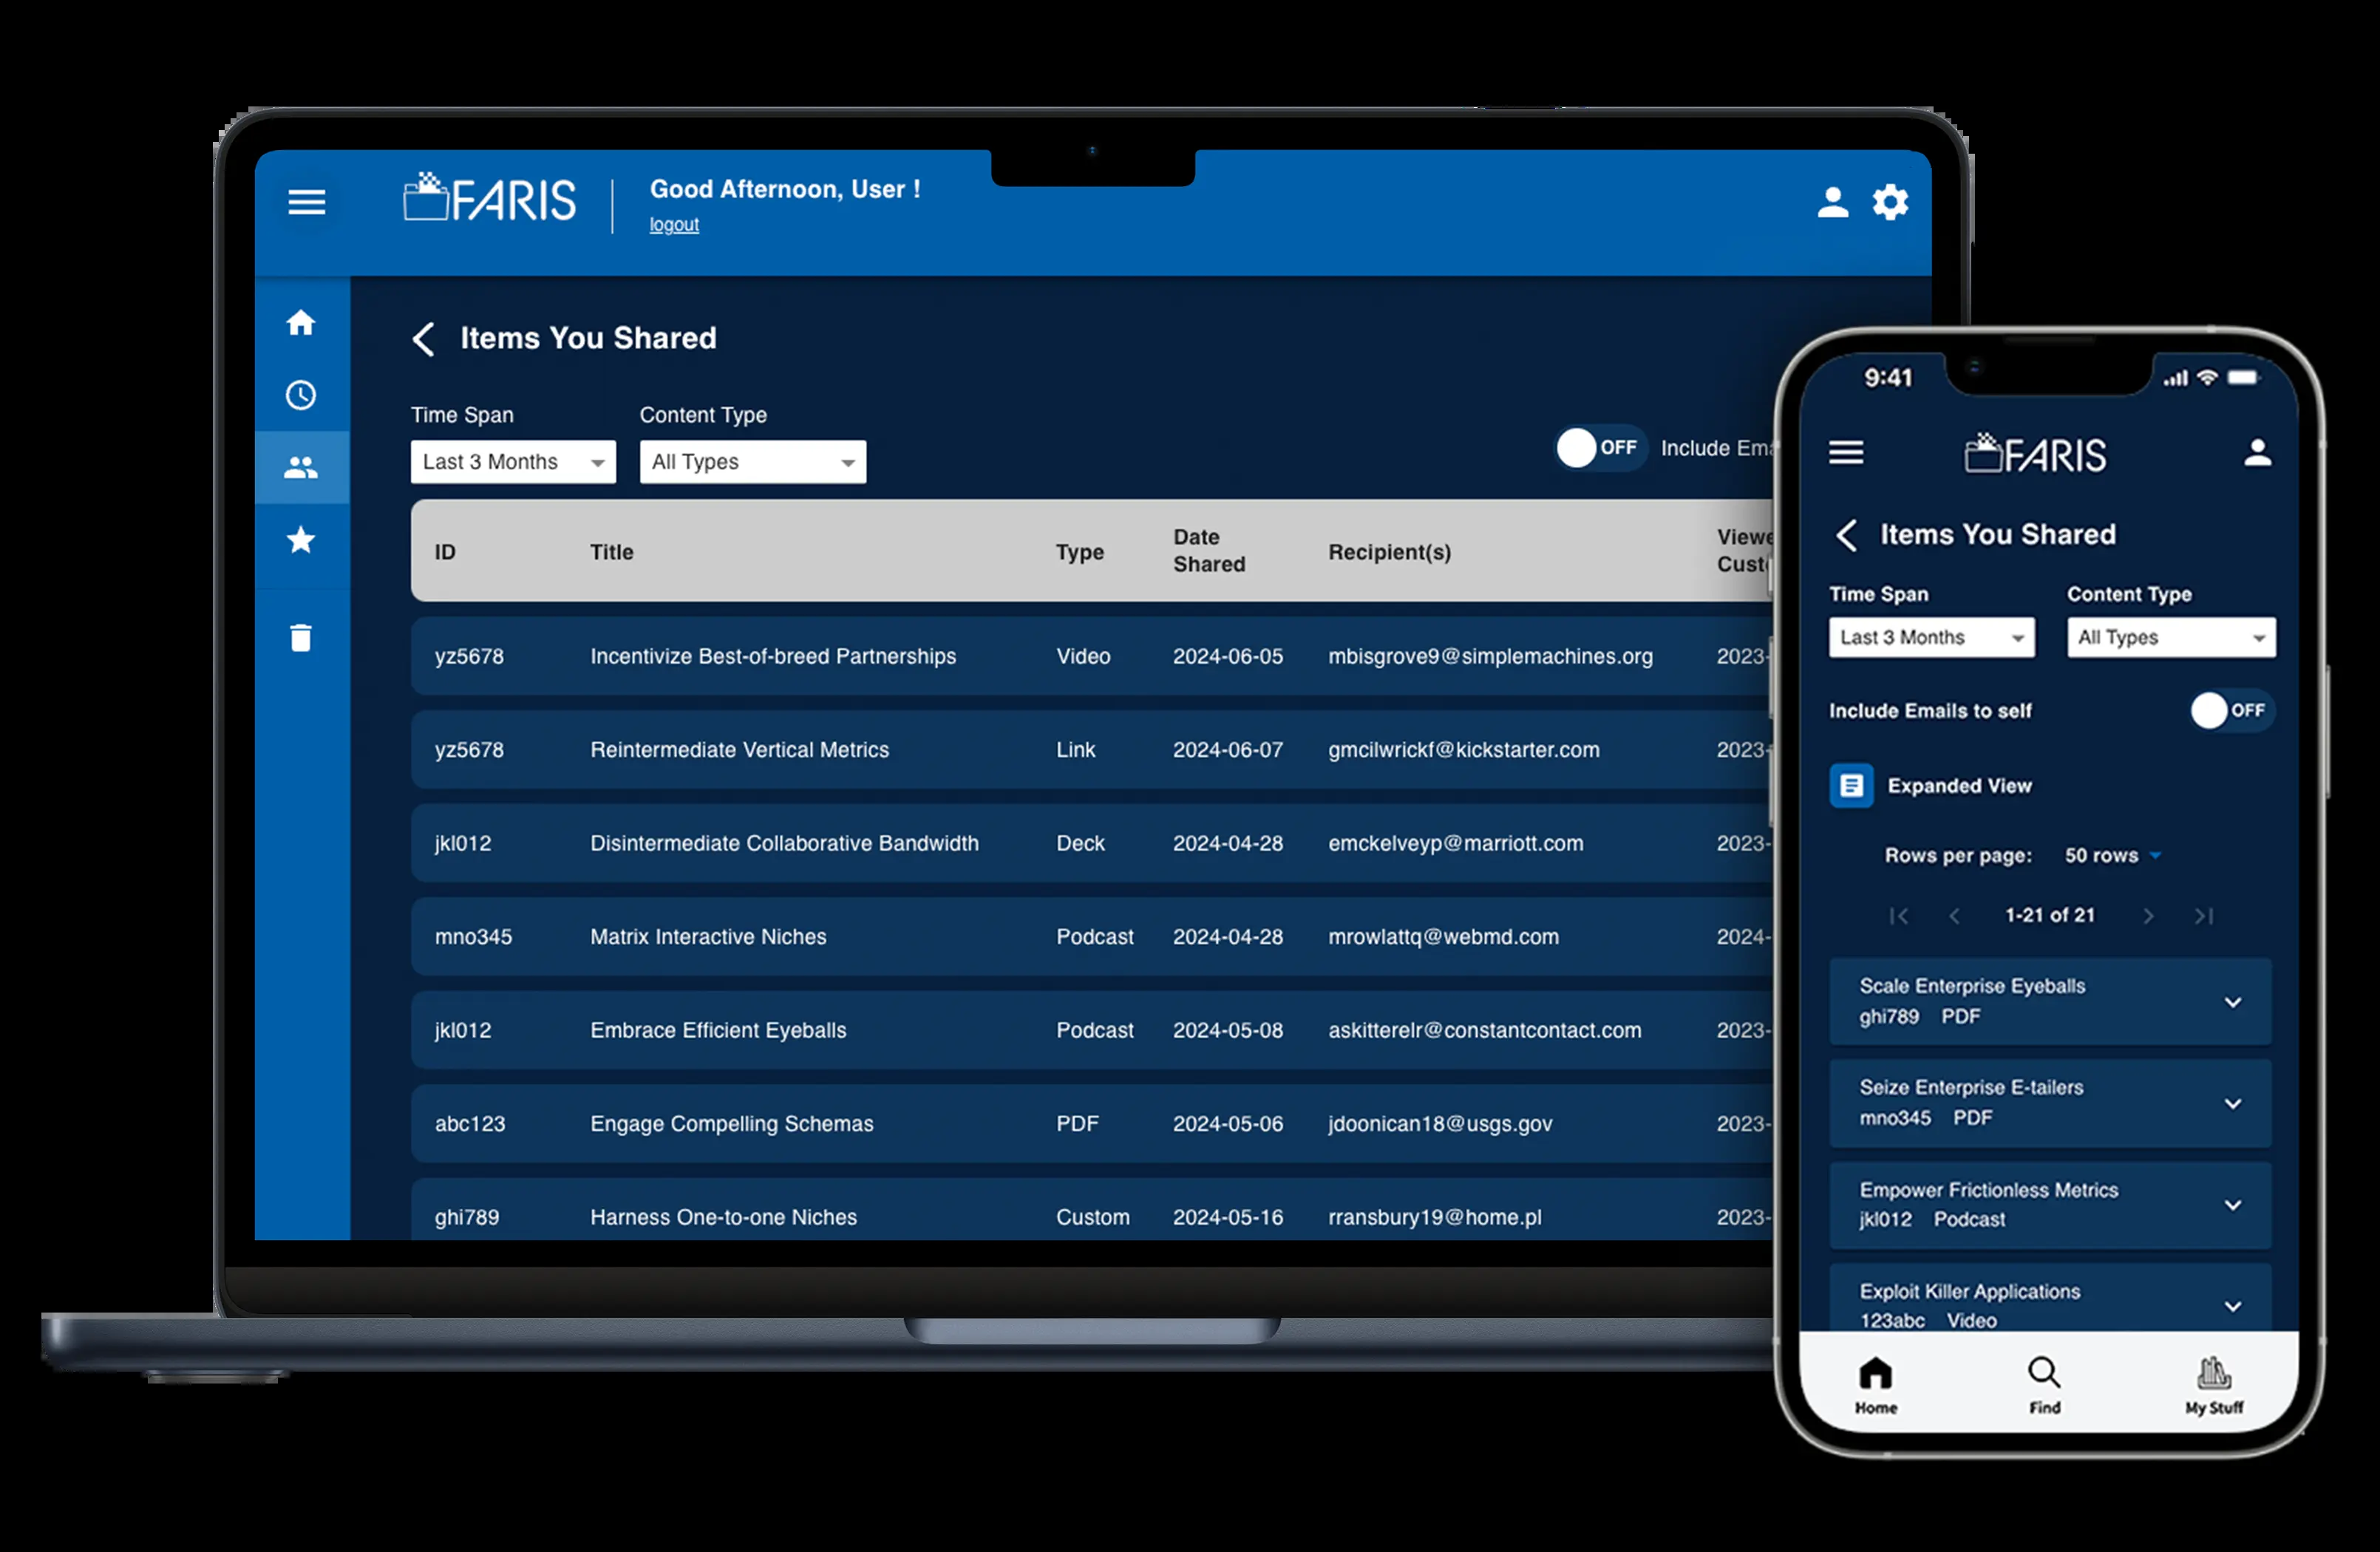 FARIS
Good Afternoon, User !
logout
Items You Shared
Time Span
Content Type
Last 3 Months
All Types
OFF
Include
ID
Title
Type
Date
Shared
Recipient(s)
yz5678 Incentivize Best-of-breed Partnerships Video 2024-06-05 mbisgrove9@simplemachines.org 2023-
yz5678 Reintermediate Vertical Metrics Link 2024-06-07 gmcilwrickf@kickstarter.com 2023-
jkl012 Disintermediate Collaborative Bandwidth Deck 2024-04-28 emckelveyp@marriott.com 2023-
mno345 Matrix Interactive Niches Podcast 2024-04-28 mrowlattq@webmd.com 2024-
jkl012 Embrace Efficient Eyeballs Podcast 2024-05-08 askitterelr@constantcontact.com 2023-
abc123 Engage Compelling Schemas PDF 2024-05-06 jdoonican18@usgs.gov 2023-
ghi789 Harness One-to-one Niches Custom 2024-05-16 rransbury19@home.pl 2023-
9:41
FARIS
Items You Shared
Time Span
Content Type
Last 3 Months
All Types
Include Emails to self
OFF
Expanded View
Rows per page: 50 rows
1-21 of 21
Scale Enterprise Eyeballs
ghi789 PDF
Seize Enterprise E-tailers
mno345 PDF
Empower Frictionless Metrics
jkl012 Podcast
Exploit Killer Applications
123abc Video
Home
Find
My Stuff